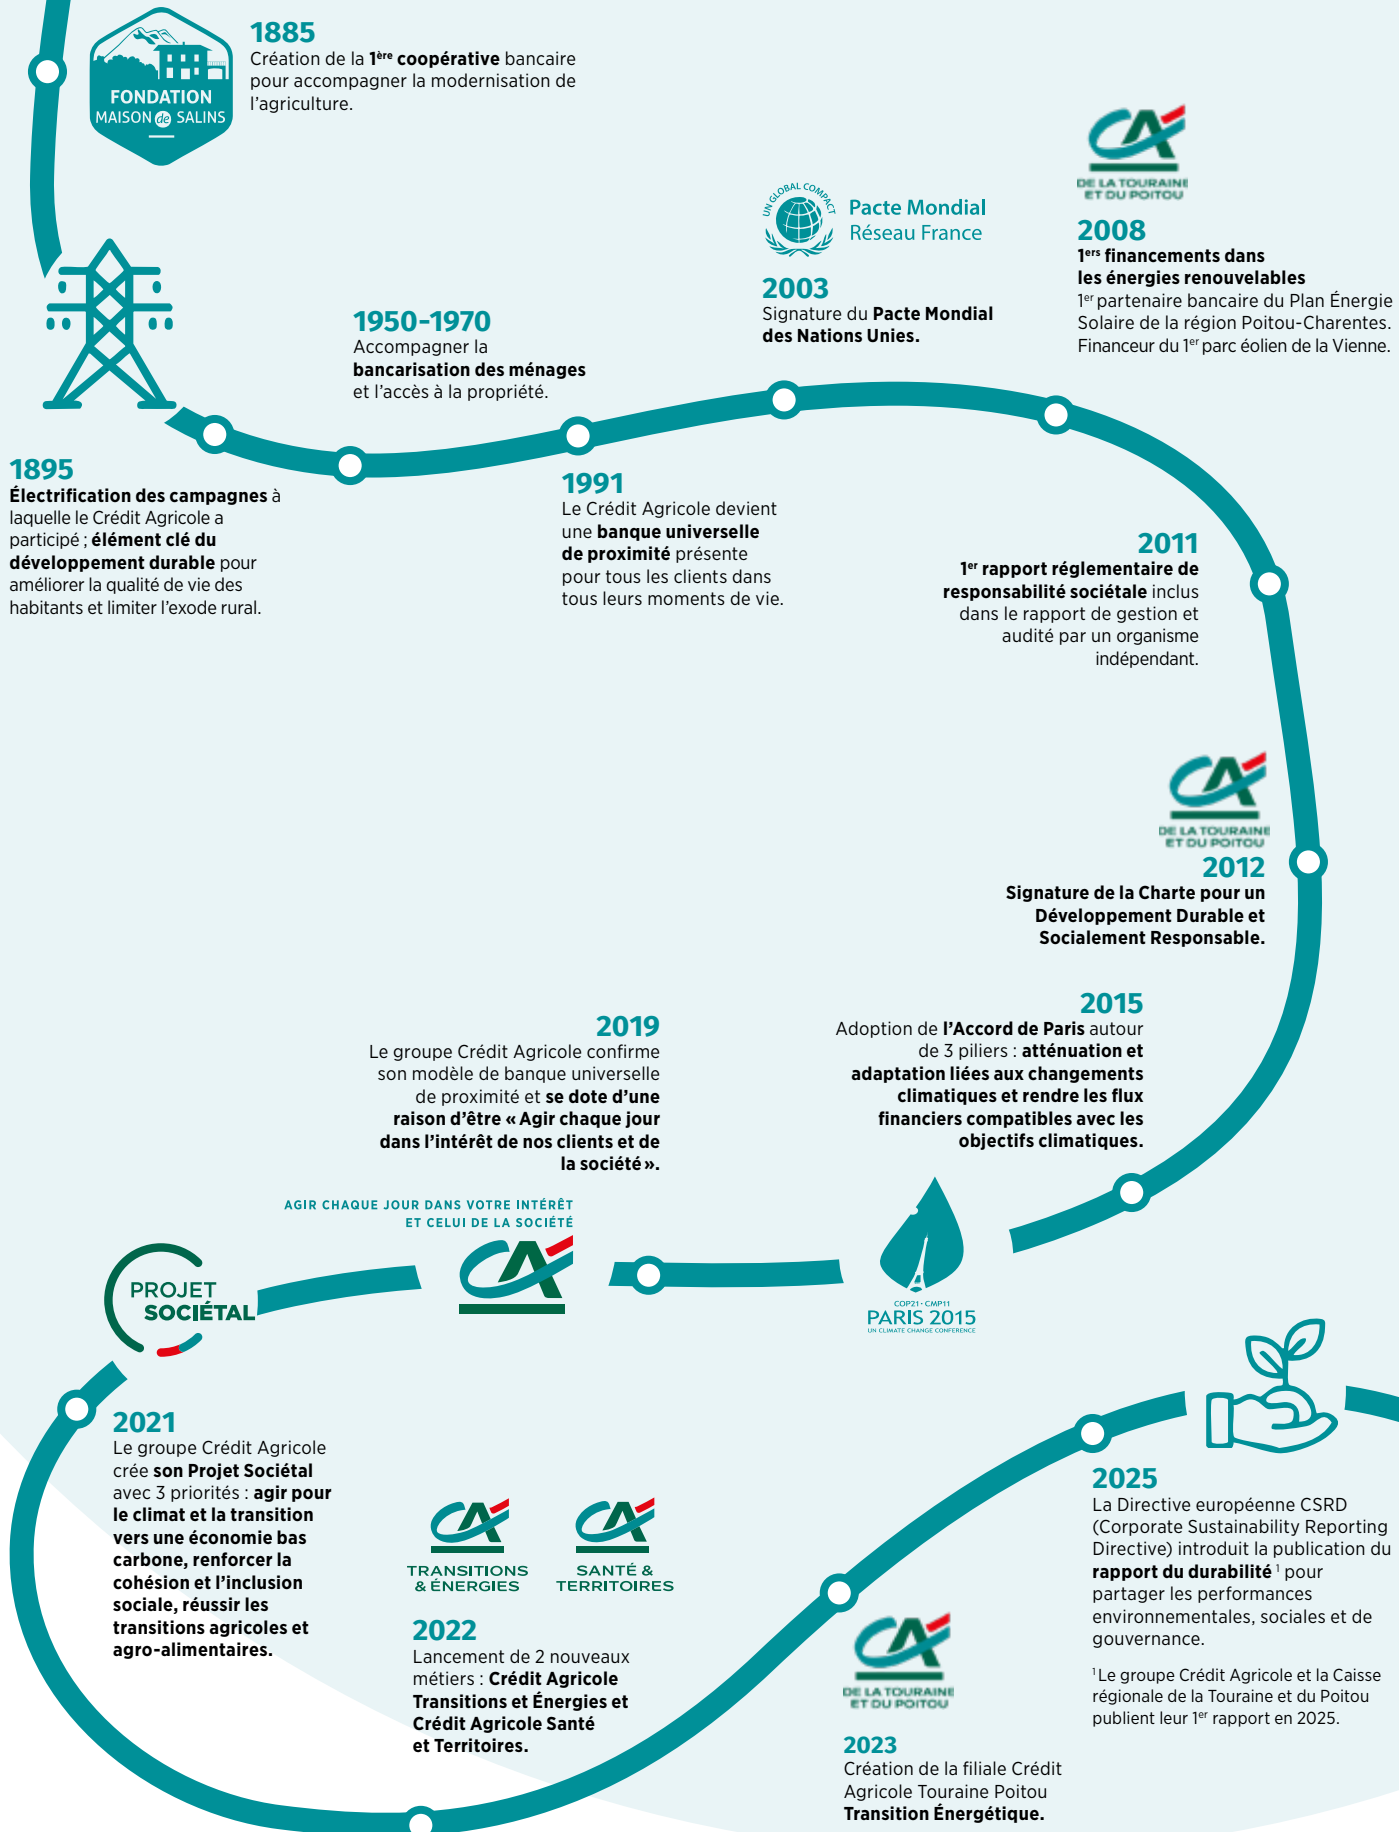 FONDATION
MAISON de SALINS
1885
Création de la 1ère coopérative bancaire
pour accompagner la modernisation de
l'agriculture.
1895
Électrification des campagnes à
laquelle le Crédit Agricole a
participé ; élément clé du
développement durable pour
améliorer la qualité de vie des
habitants et limiter l'exode rural.
1950-1970
Accompagner la
bancarisation des ménages
et l'accès à la propriété.
1991
Le Crédit Agricole devient
une banque universelle
de proximité présente
pour tous les clients dans
tous leurs moments de vie.
UN GLOBAL COMPACT
Pacte Mondial
Réseau France
2003
Signature du Pacte Mondial
des Nations Unies.
DE LA TOURAINE
ET DU POITOU
2008
1ers financements dans
les énergies renouvelables
1er partenaire bancaire du Plan Énergie
Solaire de la région Poitou-Charentes.
Financeur du 1er parc éolien de la Vienne.
2011
1er rapport réglementaire de
responsabilité sociétale inclus
dans le rapport de gestion et
audité par un organisme
indépendant.
DE LA TOURAINE
ET DU POITOU
2012
Signature de la Charte pour un
Développement Durable et
Socialement Responsable.
2015
Adoption de l'Accord de Paris autour
de 3 piliers : atténuation et
adaptation liées aux changements
climatiques et rendre les flux
financiers compatibles avec les
objectifs climatiques.
COP21·CMP11
PARIS 2015
UN CLIMATE CHANGE CONFERENCE
2019
Le groupe Crédit Agricole confirme
son modèle de banque universelle
de proximité et se dote d'une
raison d'être « Agir chaque jour
dans l'intérêt de nos clients et de
la société ».
AGIR CHAQUE JOUR DANS VOTRE INTÉRÊT
ET CELUI DE LA SOCIÉTÉ
PROJET
SOCIÉTAL
2021
Le groupe Crédit Agricole
crée son Projet Sociétal
avec 3 priorités : agir pour
le climat et la transition
vers une économie bas
carbone, renforcer la
cohésion et l'inclusion
sociale, réussir les
transitions agricoles et
agro-alimentaires.
TRANSITIONS
& ÉNERGIES
SANTÉ &
TERRITOIRES
2022
Lancement de 2 nouveaux
métiers : Crédit Agricole
Transitions et Énergies et
Crédit Agricole Santé
et Territoires.
DE LA TOURAINE
ET DU POITOU
2023
Création de la filiale Crédit
Agricole Touraine Poitou
Transition Énergétique.
2025
La Directive européenne CSRD
(Corporate Sustainability Reporting
Directive) introduit la publication du
rapport du durabilité 1 pour
partager les performances
environnementales, sociales et de
gouvernance.
1 Le groupe Crédit Agricole et la Caisse
régionale de la Touraine et du Poitou
publient leur 1er rapport en 2025.